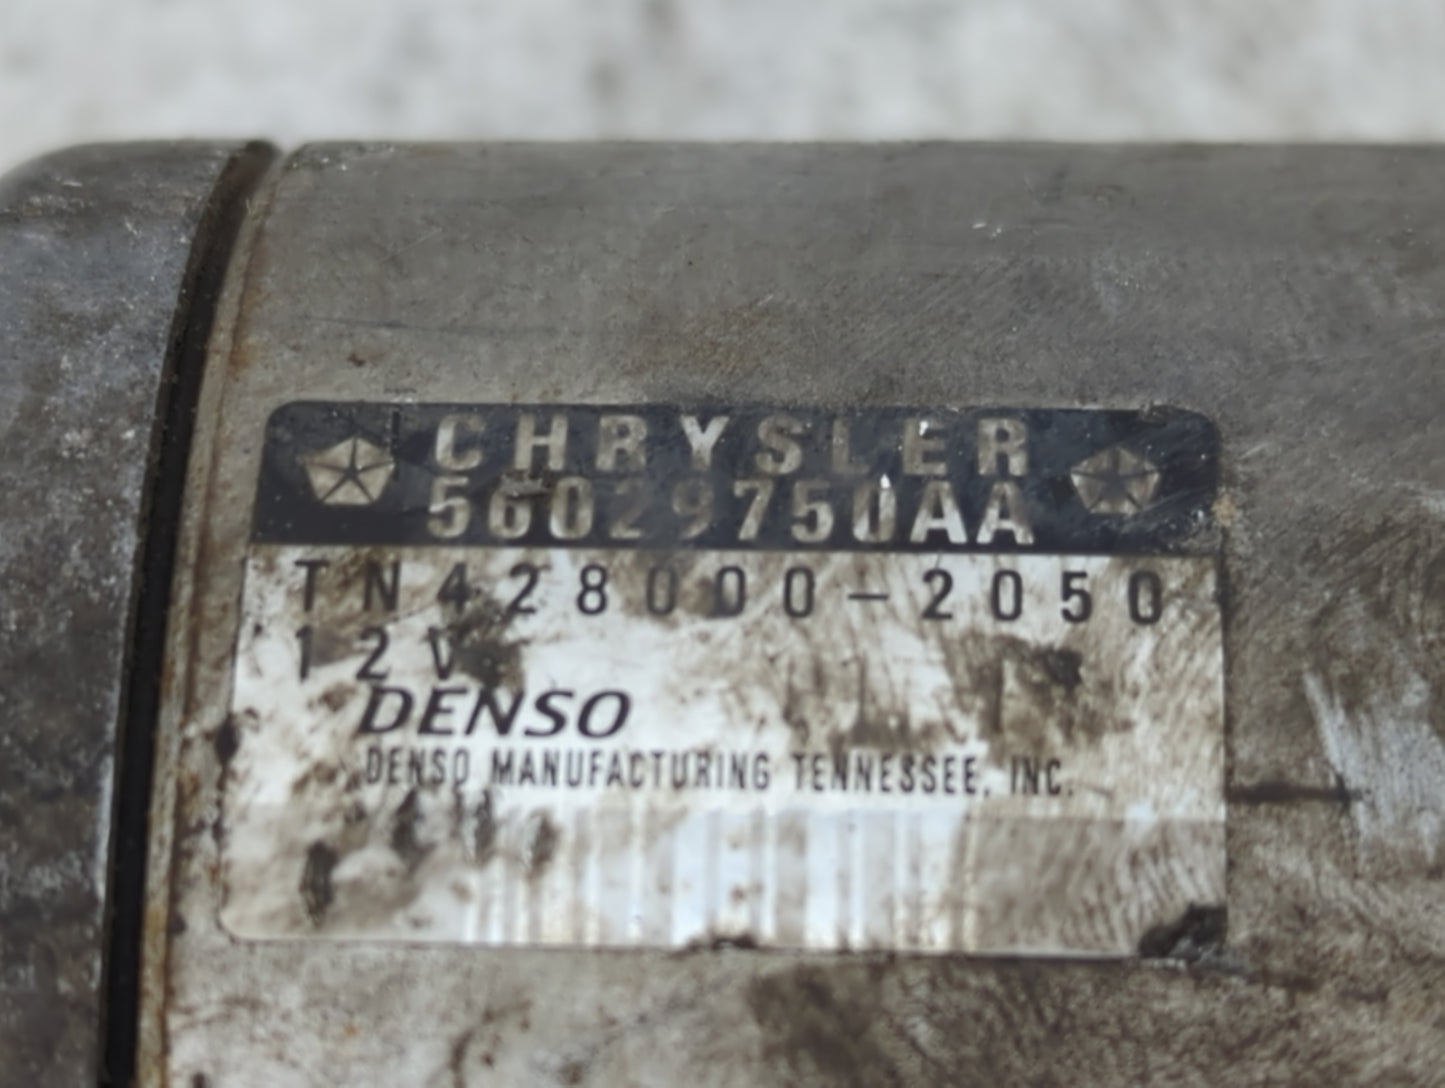 CHRYSLER
56029750AA
TN428000-2050
12V
DENSO
DENSO MANUFACTURING TENNESSEE, INC.